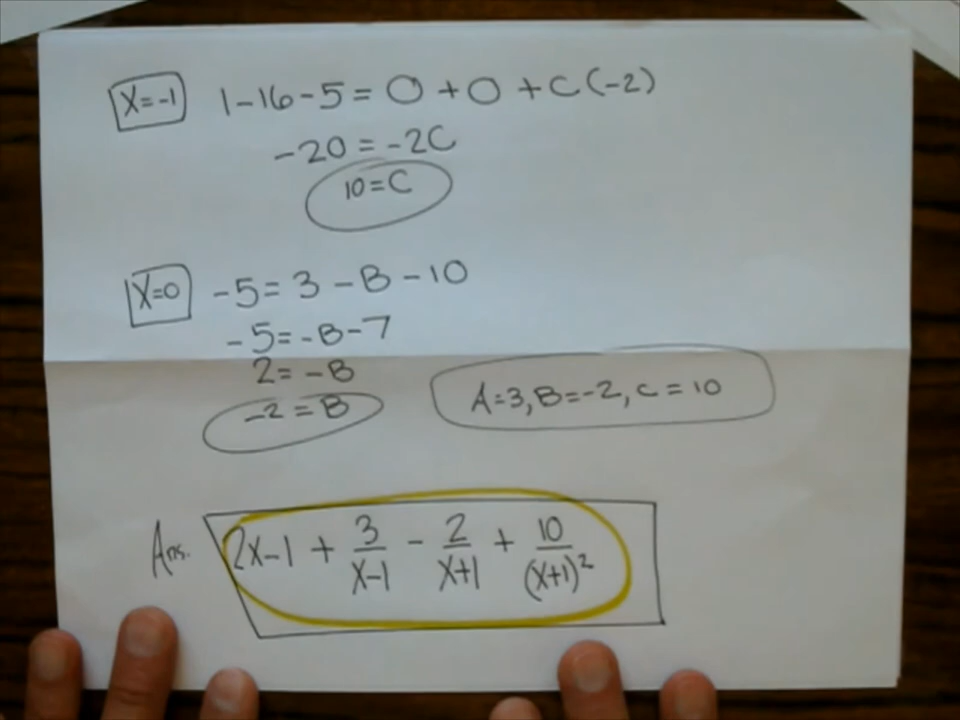 X=-1 1-16-5=0+0+C(-2)
-20=-2C
10=C
X=0 -5=3-B-10
-5=-B-7
2=-B
-2=B A=3,B=-2,C=10
Ans. 2X-1+3/(X-1)-2/(X+1)+10/(X+1)²